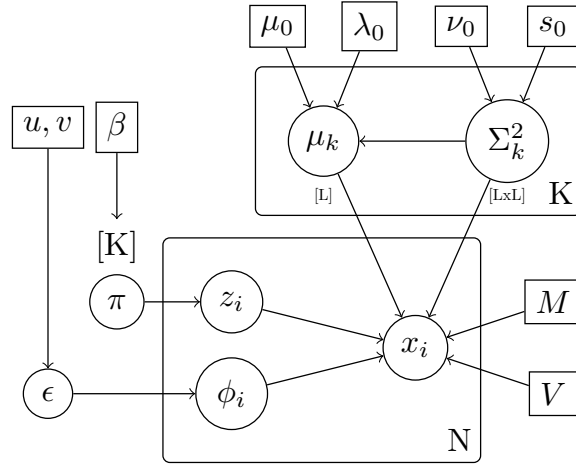 μ₀ λ₀ ν₀ s₀
u, v β μₖ Σ²ₖ
[L] [LxL] K
[K]
π zᵢ M
xᵢ
ϵ ϕᵢ V
N